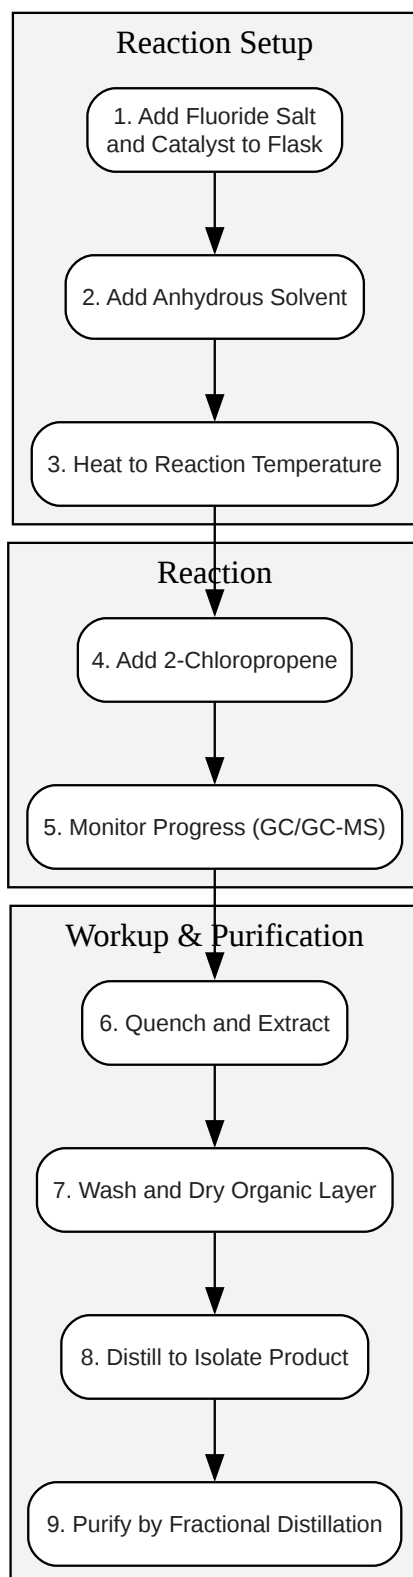 Reaction Setup
1. Add Fluoride Salt
and Catalyst to Flask
2. Add Anhydrous Solvent
3. Heat to Reaction Temperature
Reaction
4. Add 2-Chloropropene
5. Monitor Progress (GC/GC-MS)
Workup & Purification
6. Quench and Extract
7. Wash and Dry Organic Layer
8. Distill to Isolate Product
9. Purify by Fractional Distillation